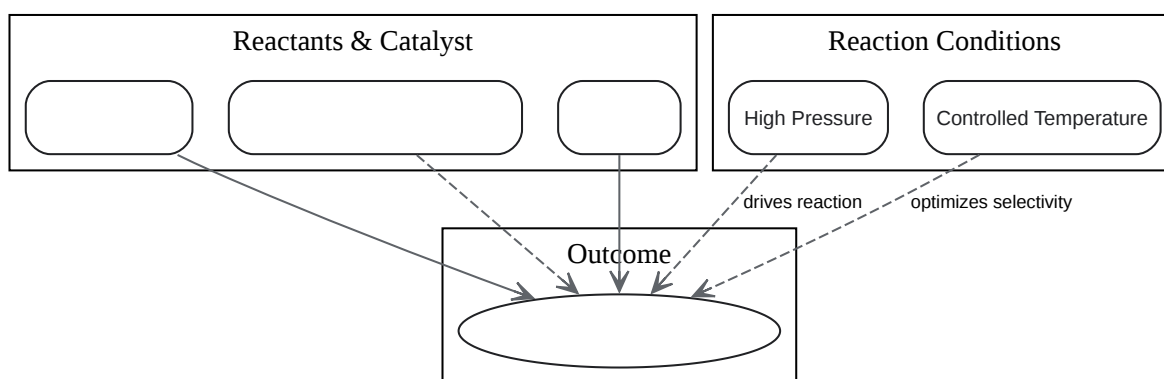 Reactants & Catalyst
Reaction Conditions
High Pressure
Controlled Temperature
drives reaction
optimizes selectivity
Outcome